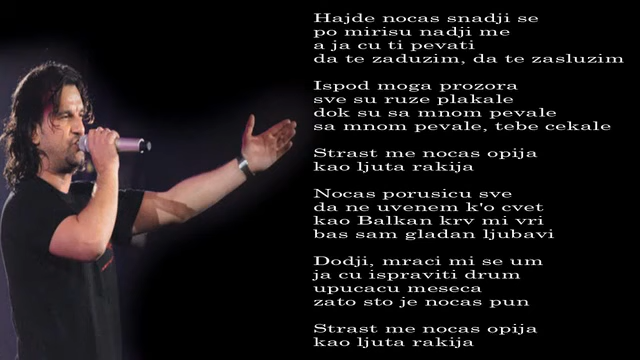 Hajde nocas snadji se
po mirisu nadji me
a ja cu ti pevati
da te zaduzim, da te zasluzim
Ispod moga prozora
sve su ruze plakale
dok su sa mnom pevale
sa mnom pevale, tebe cekale
Strast me nocas opija
kao ljuta rakija
Nocas porusicu sve
da ne uvenem k'o cvet
kao Balkan krv mi vri
bas sam gladan ljubavi
Dodji, mraci mi se um
ja cu ispraviti drum
upucacu meseca
zato sto je nocas pun
Strast me nocas opija
kao ljuta rakija